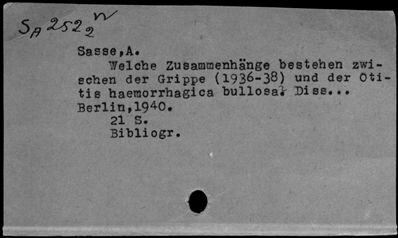 SA 2522 W
Sasse,A.
Welche Zusammenhänge bestehen zwi-
schen der Grippe (1936-38) und der Oti-
tis haemorrhagica bullosa? Diss...
Berlin,1940.
21 S.
Bibliogr.